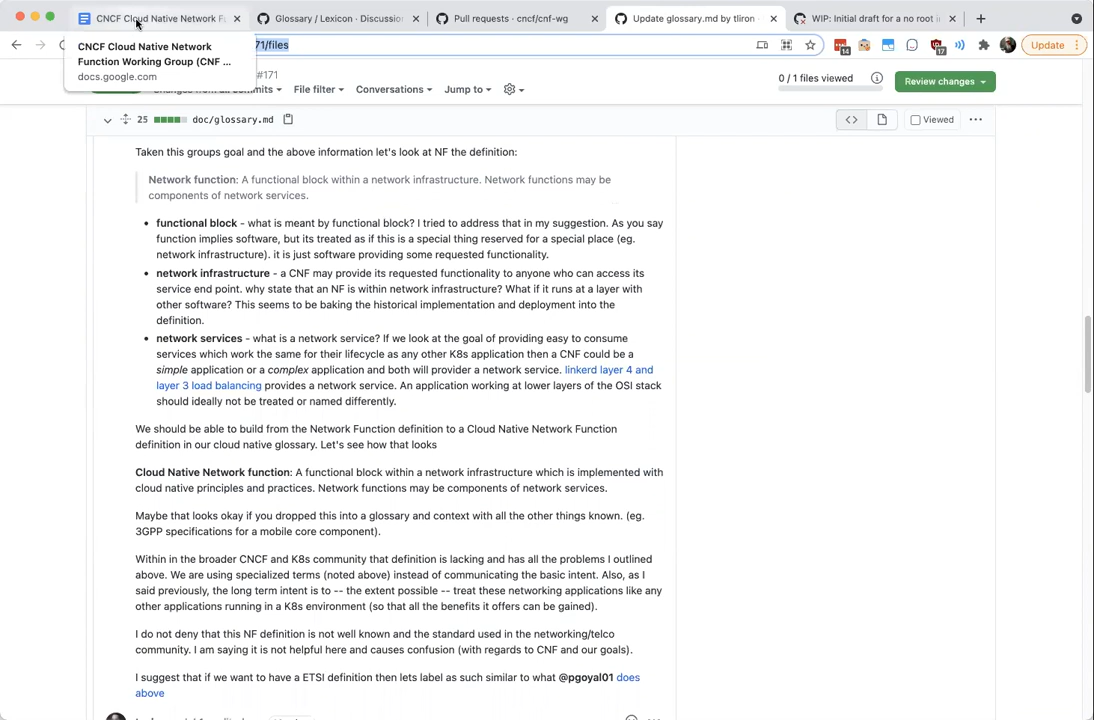 CNCF Cloud Native Network F
Glossary / Lexicon · Discussion
Pull requests · cncf/cnf-wg
Update glossary.md by tliron ·
WIP: Initial draft for a no root i
71/files
14
17
Update
CNCF Cloud Native Network
Function Working Group (CNF ...
docs.google.com
#171
Changes from all commits
File filter
Conversations
Jump to
0 / 1 files viewed
Review changes
25
doc/glossary.md
Viewed
Taken this groups goal and the above information let's look at NF the definition:
Network function: A functional block within a network infrastructure. Network functions may be
components of network services.
• functional block - what is meant by functional block? I tried to address that in my suggestion. As you say
function implies software, but its treated as if this is a special thing reserved for a special place (eg.
network infrastructure). it is just software providing some requested functionality.
• network infrastructure - a CNF may provide its requested functionality to anyone who can access its
service end point. why state that an NF is within network infrastructure? What if it runs at a layer with
other software? This seems to be baking the historical implementation and deployment into the
definition.
• network services - what is a network service? If we look at the goal of providing easy to consume
services which work the same for their lifecycle as any other K8s application then a CNF could be a
simple application or a complex application and both will provider a network service. linkerd layer 4 and
layer 3 load balancing provides a network service. An application working at lower layers of the OSI stack
should ideally not be treated or named differently.
We should be able to build from the Network Function definition to a Cloud Native Network Function
definition in our cloud native glossary. Let's see how that looks
Cloud Native Network function: A functional block within a network infrastructure which is implemented with
cloud native principles and practices. Network functions may be components of network services.
Maybe that looks okay if you dropped this into a glossary and context with all the other things known. (eg.
3GPP specifications for a mobile core component).
Within in the broader CNCF and K8s community that definition is lacking and has all the problems I outlined
above. We are using specialized terms (noted above) instead of communicating the basic intent. Also, as I
said previously, the long term intent is to -- the extent possible -- treat these networking applications like any
other applications running in a K8s environment (so that all the benefits it offers can be gained).
I do not deny that this NF definition is not well known and the standard used in the networking/telco
community. I am saying it is not helpful here and causes confusion (with regards to CNF and our goals).
I suggest that if we want to have a ETSI definition then lets label as such similar to what @pgoyal01 does
above